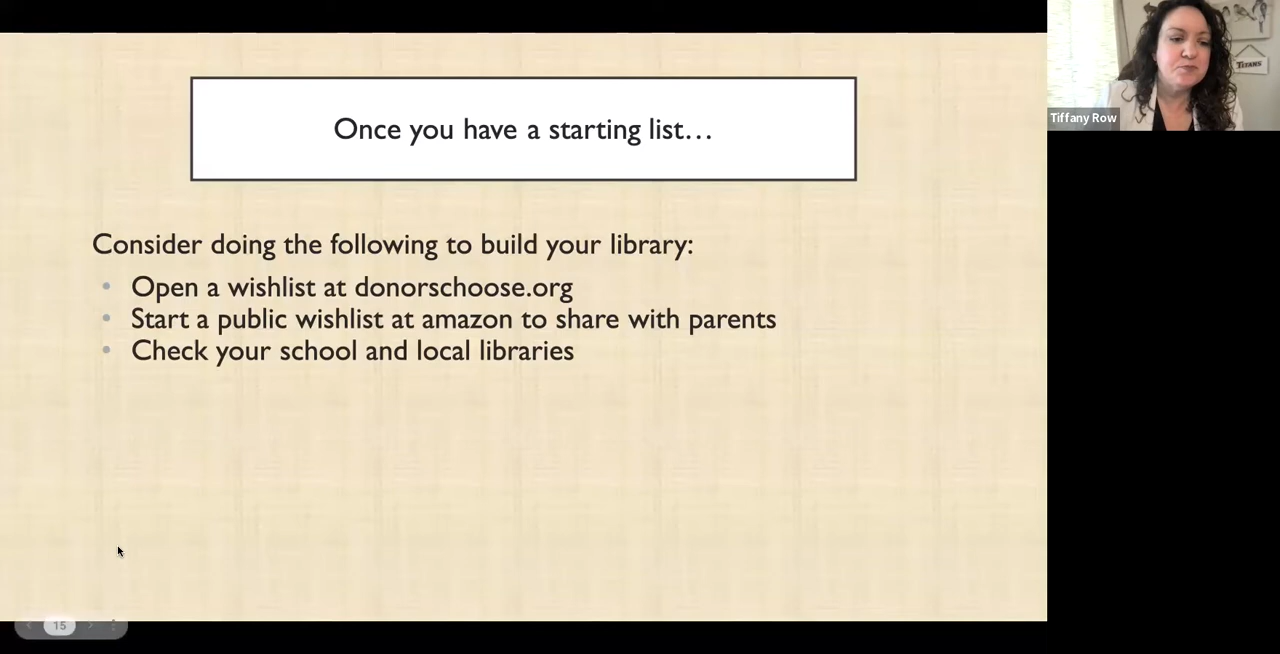 Once you have a starting list…
Consider doing the following to build your library:
• Open a wishlist at donorschoose.org
• Start a public wishlist at amazon to share with parents
• Check your school and local libraries
15
TITANS
Tiffany Row